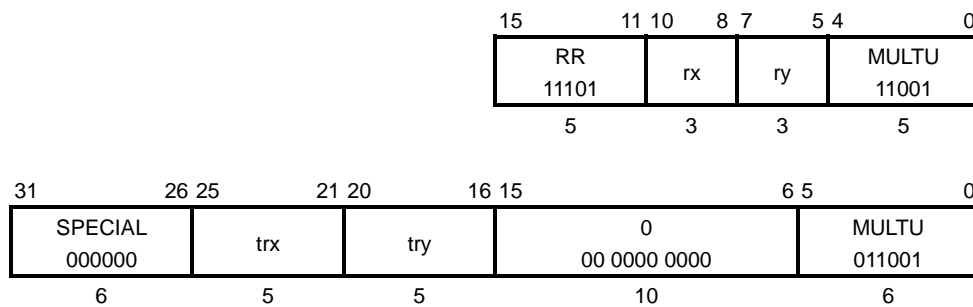 15 11 10 8 7 5 4 0
RR rx ry MULTU
11101 11001
5 3 3 5
31 26 25 21 20 16 15 6 5 0
SPECIAL trx try 0 MULTU
000000 00 0000 0000 011001
6 5 5 10 6